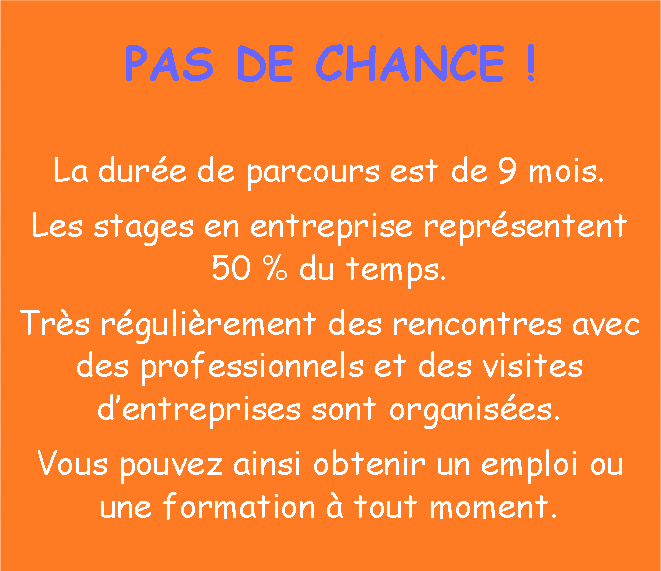 PAS DE CHANCE !
La durée de parcours est de 9 mois.
Les stages en entreprise représentent
50 % du temps.
Très régulièrement des rencontres avec
des professionnels et des visites
d’entreprises sont organisées.
Vous pouvez ainsi obtenir un emploi ou
une formation à tout moment.